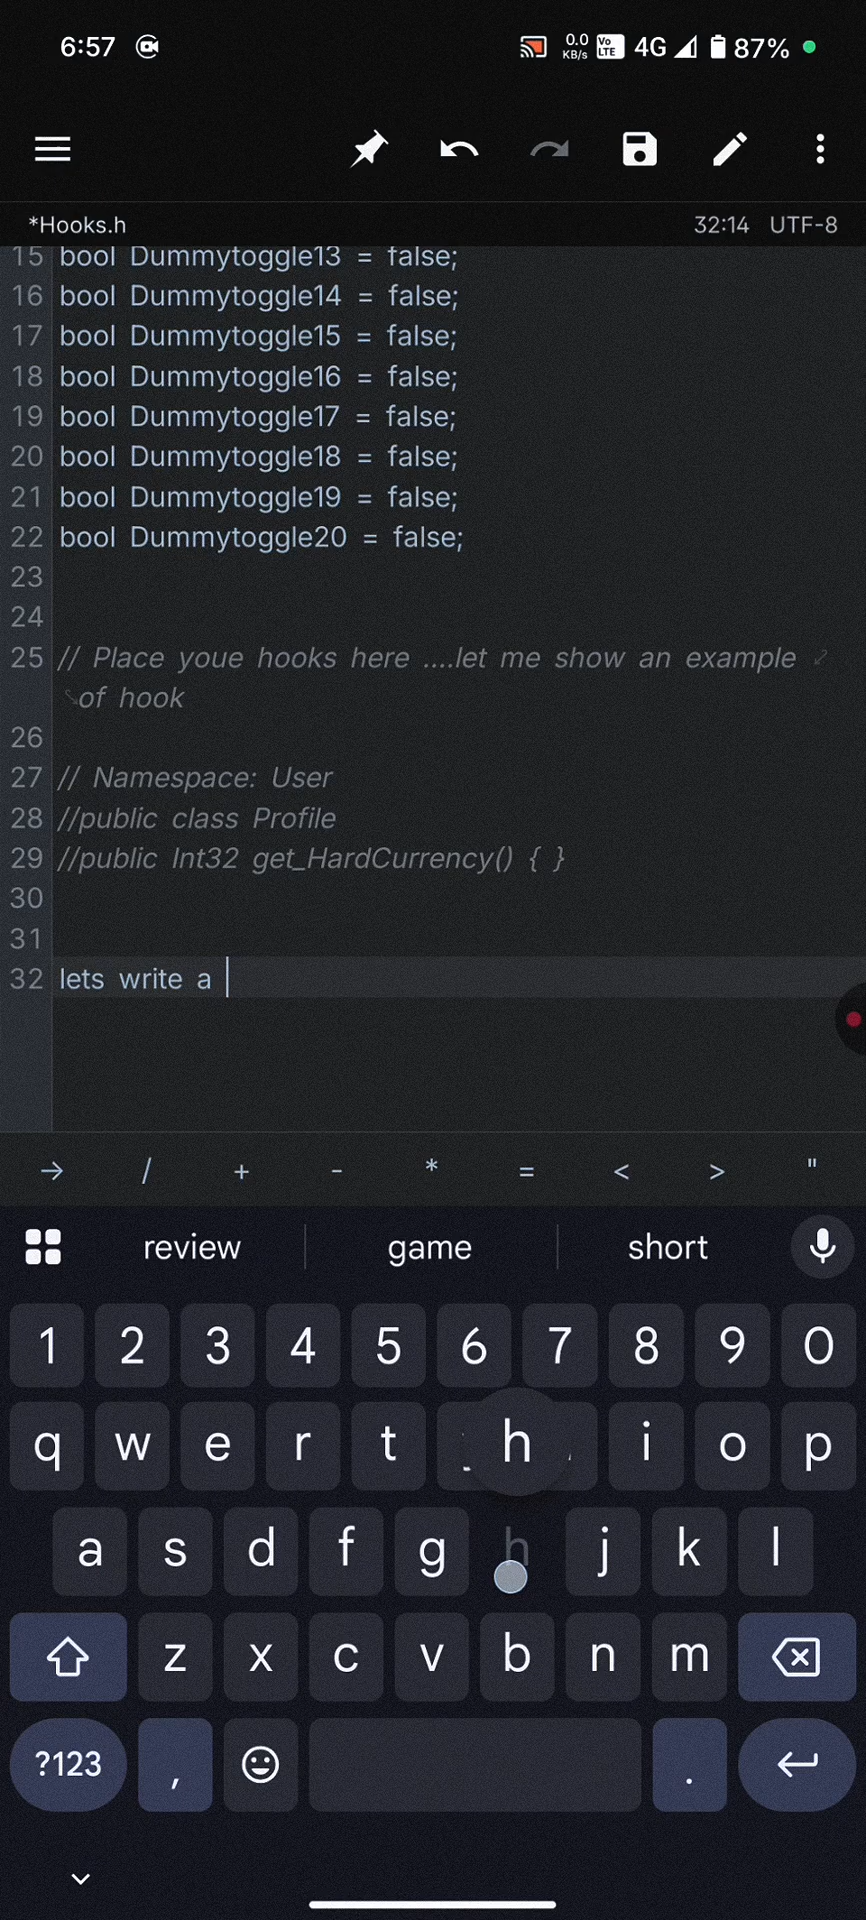 6:57 0.0 KB/s Vo LTE 4G 87%
*Hooks.h 32:14 UTF-8
15 bool Dummytoggle13 = false;
16 bool Dummytoggle14 = false;
17 bool Dummytoggle15 = false;
18 bool Dummytoggle16 = false;
19 bool Dummytoggle17 = false;
20 bool Dummytoggle18 = false;
21 bool Dummytoggle19 = false;
22 bool Dummytoggle20 = false;
23
24
25 // Place youe hooks here ....let me show an example
of hook
26
27 // Namespace: User
28 //public class Profile
29 //public Int32 get_HardCurrency() { }
30
31
32 lets write a
→ / + - * = < > "
review game short
1 2 3 4 5 6 7 8 9 0
q w e r t h i o p
a s d f g h j k l
z x c v b n m
?123 , .